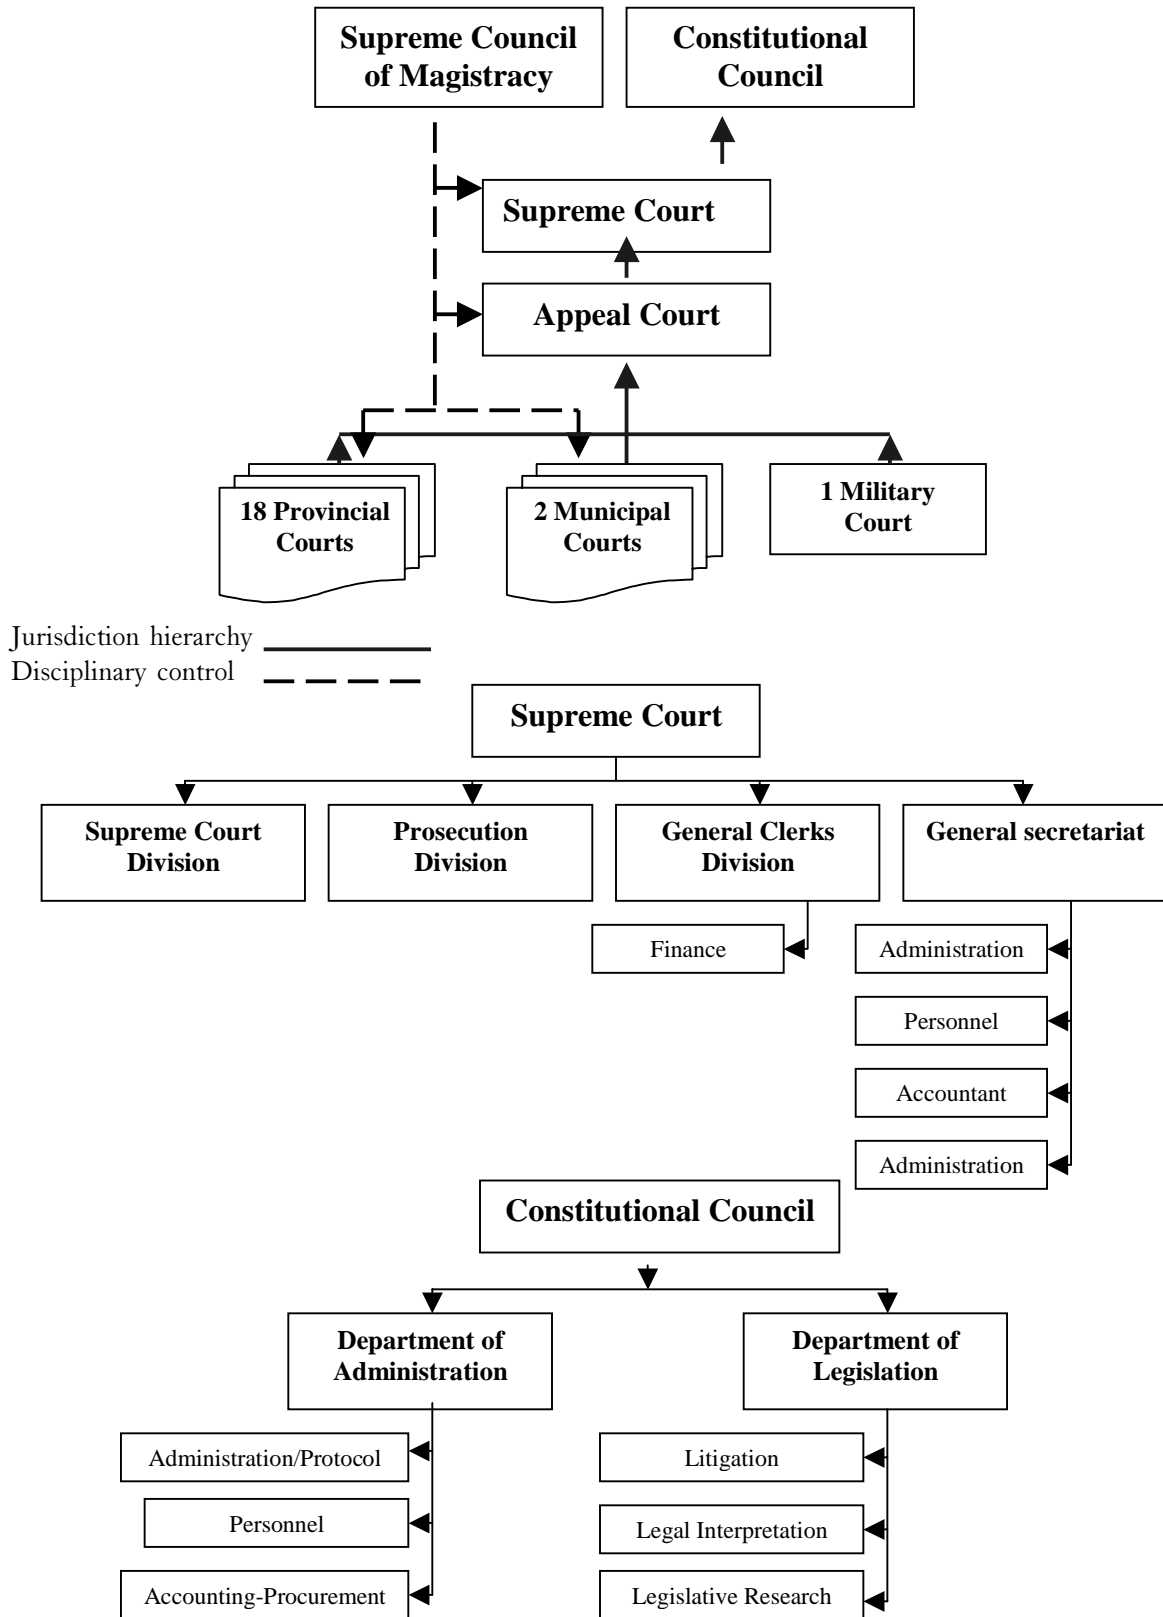 Supreme Council
of Magistracy
Constitutional
Council
Supreme Court
Appeal Court
18 Provincial
Courts
2 Municipal
Courts
1 Military
Court
Jurisdiction hierarchy
Disciplinary control
Supreme Court
Supreme Court
Division
Prosecution
Division
General Clerks
Division
General secretariat
Finance
Administration
Personnel
Accountant
Administration
Constitutional Council
Department of
Administration
Department of
Legislation
Administration/Protocol
Personnel
Accounting-Procurement
Litigation
Legal Interpretation
Legislative Research